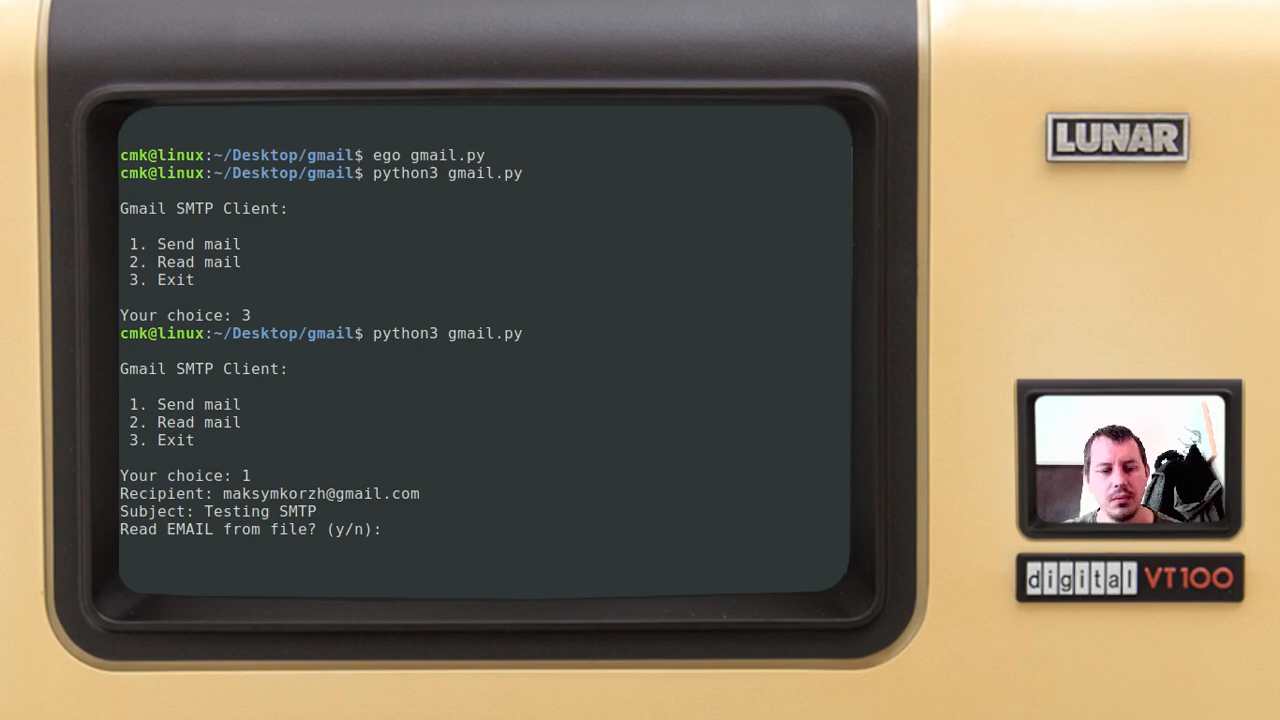 cmk@linux:~/Desktop/gmail$ ego gmail.py
cmk@linux:~/Desktop/gmail$ python3 gmail.py
Gmail SMTP Client:
1. Send mail
2. Read mail
3. Exit
Your choice: 3
cmk@linux:~/Desktop/gmail$ python3 gmail.py
Gmail SMTP Client:
1. Send mail
2. Read mail
3. Exit
Your choice: 1
Recipient: maksymkorzh@gmail.com
Subject: Testing SMTP
Read EMAIL from file? (y/n):
LUNAR
digital VT100